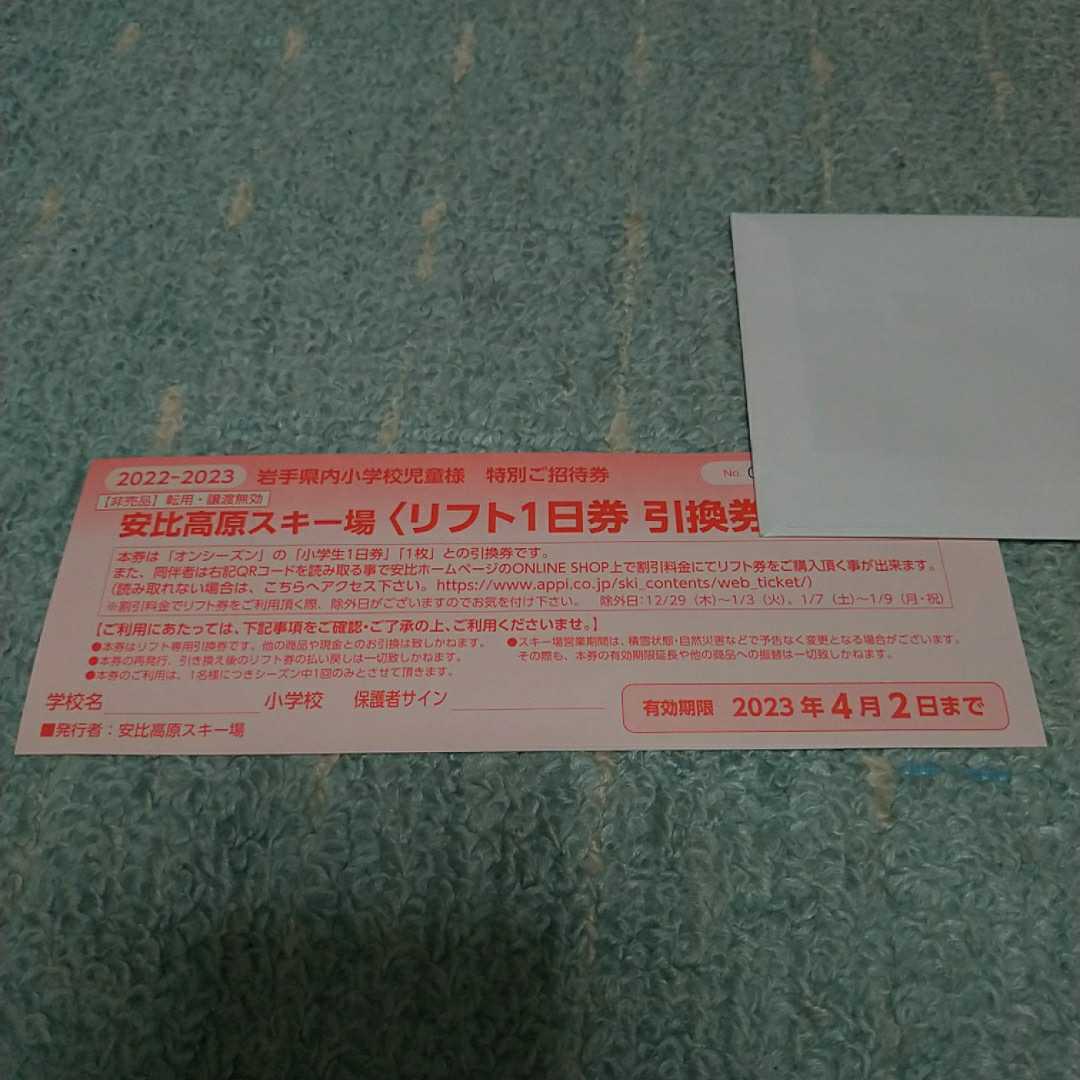 2022-2023 岩手県内小学校児童様 特別ご招待券 No.
【非売品】転用・譲渡無効
安比高原スキー場〈リフト1日券 引換券
本券は「オンシーズン」の「小学生1日券」「1枚」との引換券です。
また、同伴者は右記QRコードを読み取る事で安比ホームページのONLINE SHOP上で割引料金にてリフト券をご購入頂く事が出来ます。
(読み取れない場合は、こちらへアクセス下さい。https://www.appi.co.jp/ski_contents/web_ticket/)
※割引料金でリフト券をご利用頂く際、除外日がございますのでお気を付け下さい。 除外日:12/29(木)〜1/3(火)、1/7(土)〜1/9(月・祝)
【ご利用にあたっては、下記事項をご確認・ご了承の上、ご利用くださいませ。】
●本券はリフト専用引換券です。他の商品や現金とのお引換は致しかねます。
●本券の再発行、引き換え後のリフト券の払い戻しは一切致しかねます。
●本券のご利用は、1名様につきシーズン中1回のみとさせて頂きます。
●スキー場営業期間は、積雪状態・自然災害などで予告なく変更となる場合がございます。
その際も、本券の有効期限延長や他の商品への振替は一切致しかねます。
学校名 小学校 保護者サイン
有効期限 2023年4月2日まで
■発行者:安比高原スキー場